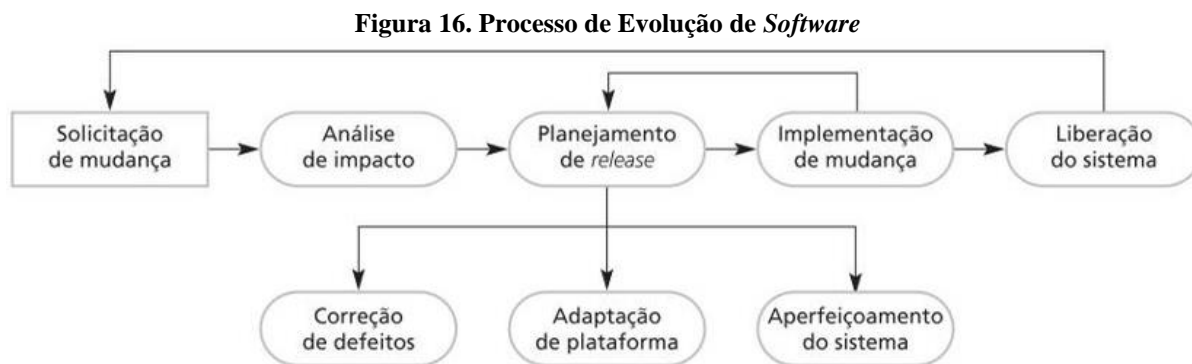 Figura 16. Processo de Evolução de Software
Solicitação
de mudança
Análise
de impacto
Planejamento
de release
Implementação
de mudança
Liberação
do sistema
Correção
de defeitos
Adaptação
de plataforma
Aperfeiçoamento
do sistema